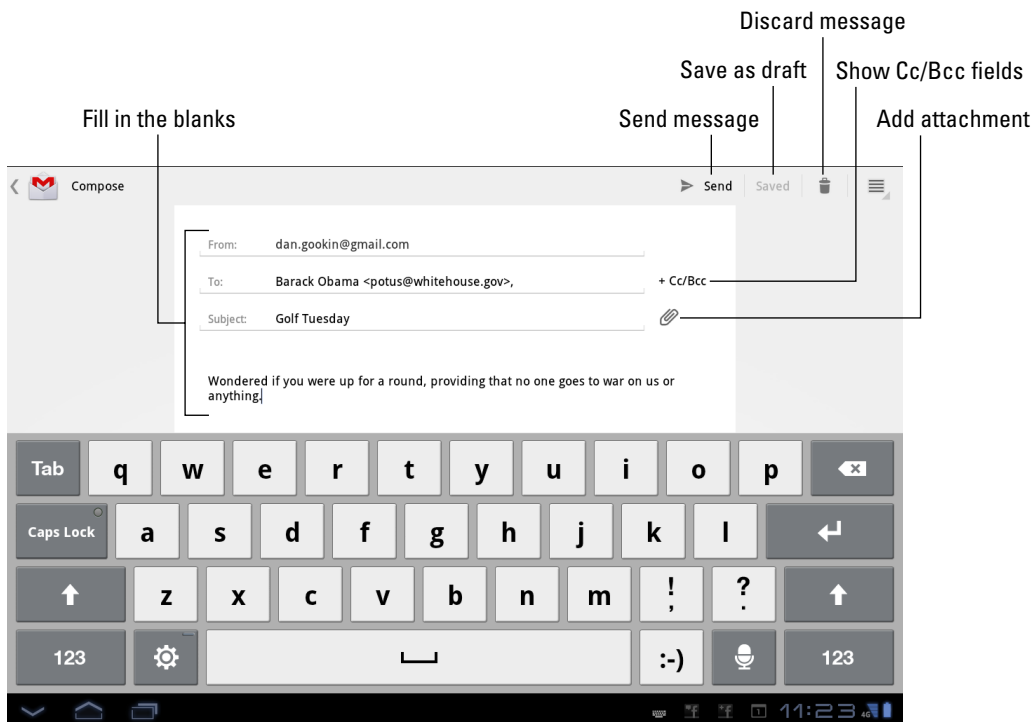 Discard message
Save as draft
Show Cc/Bcc fields
Fill in the blanks
Send message
Add attachment
Compose
Send
Saved
From: dan.gookin@gmail.com
To: Barack Obama <potus@whitehouse.gov>,
+ Cc/Bcc
Subject: Golf Tuesday
Wondered if you were up for a round, providing that no one goes to war on us or
anything.
Tab q w e r t y u i o p
Caps Lock a s d f g h j k l
z x c v b n m ! , ? .
123 :-) 123
1 11:23 4G